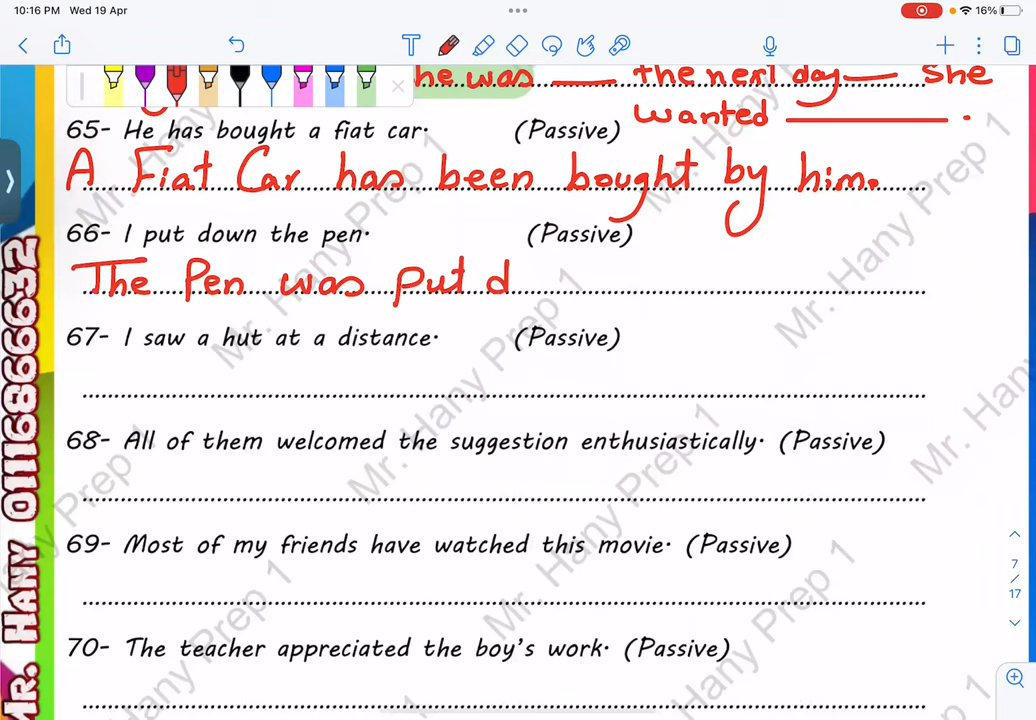 10:16 PM Wed 19 Apr
16%
he was ____ the next day ____ She
65- He has bought a fiat car. (Passive)
wanted ____________ .
A Fiat Car has been bought by him.
66- I put down the pen. (Passive)
The Pen was put d
67- I saw a hut at a distance. (Passive)
68- All of them welcomed the suggestion enthusiastically. (Passive)
69- Most of my friends have watched this movie. (Passive)
70- The teacher appreciated the boy's work. (Passive)
7
/
17
MR. HANY 01116866632
Mr. Hany Prep 1